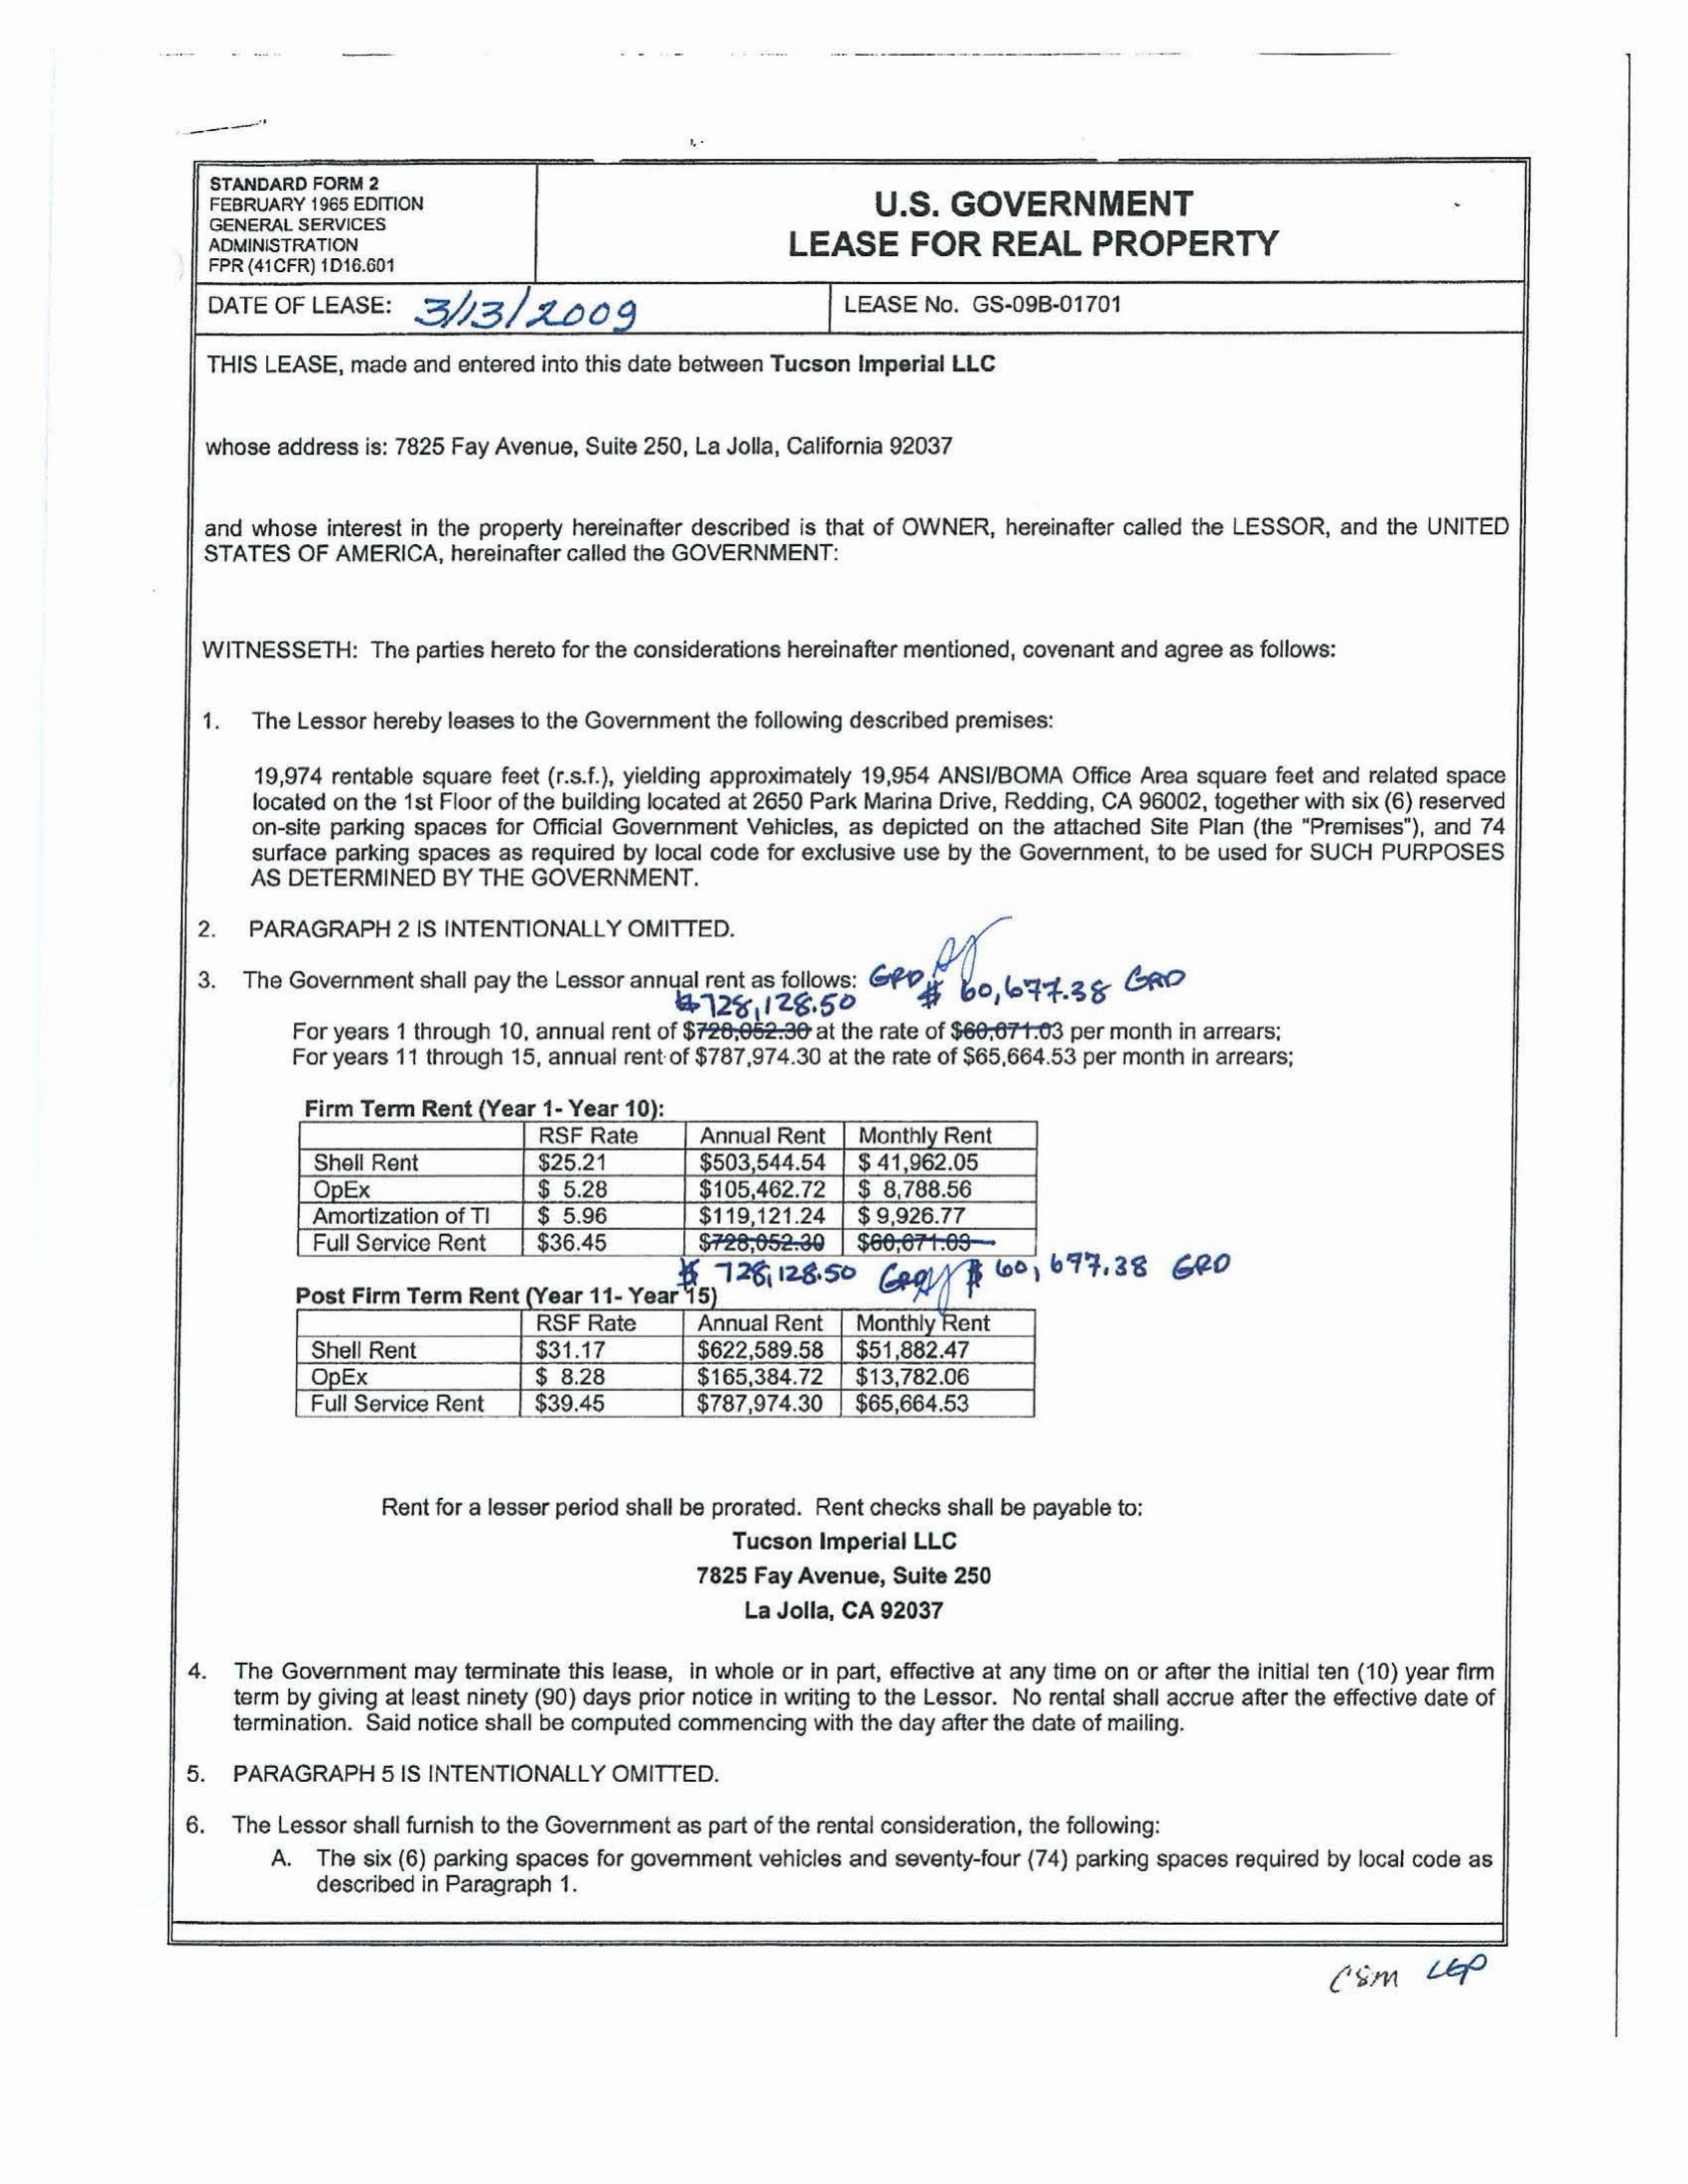 STANDARD FORM 2
FEBRUARY 1965 EDITION
GENERAL SERVICES
ADMINISTRATION
FPR (41CFR) 1D16.601
U.S. GOVERNMENT
LEASE FOR REAL PROPERTY
DATE OF LEASE: 3/13/2009
LEASE No. GS-09B-01701
THIS LEASE, made and entered into this date between Tucson Imperial LLC
whose address is: 7825 Fay Avenue, Suite 250, La Jolla, California 92037
and whose interest in the property hereinafter described is that of OWNER, hereinafter called the LESSOR, and the UNITED
STATES OF AMERICA, hereinafter called the GOVERNMENT:
WITNESSETH: The parties hereto for the considerations hereinafter mentioned, covenant and agree as follows:
1. The Lessor hereby leases to the Government the following described premises:
19,974 rentable square feet (r.s.f.), yielding approximately 19,954 ANSI/BOMA Office Area square feet and related space
located on the 1st Floor of the building located at 2650 Park Marina Drive, Redding, CA 96002, together with six (6) reserved
on-site parking spaces for Official Government Vehicles, as depicted on the attached Site Plan (the "Premises"), and 74
surface parking spaces as required by local code for exclusive use by the Government, to be used for SUCH PURPOSES
AS DETERMINED BY THE GOVERNMENT.
2. PARAGRAPH 2 IS INTENTIONALLY OMITTED.
3. The Government shall pay the Lessor annual rent as follows: GRD $ 60,677.38 GRD
$728,128.50
For years 1 through 10, annual rent of $728,052.30 at the rate of $60,671.03 per month in arrears;
For years 11 through 15, annual rent of $787,974.30 at the rate of $65,664.53 per month in arrears;
Firm Term Rent (Year 1- Year 10):
RSF Rate Annual Rent Monthly Rent
Shell Rent $25.21 $503,544.54 $ 41,962.05
OpEx $ 5.28 $105,462.72 $ 8,788.56
Amortization of TI $ 5.96 $119,121.24 $ 9,926.77
Full Service Rent $36.45 $728,052.30 $60,671.03
$ 728,128.50 GRD $ 60,677.38 GRD
Post Firm Term Rent (Year 11- Year 15)
RSF Rate Annual Rent Monthly Rent
Shell Rent $31.17 $622,589.58 $51,882.47
OpEx $ 8.28 $165,384.72 $13,782.06
Full Service Rent $39.45 $787,974.30 $65,664.53
Rent for a lesser period shall be prorated. Rent checks shall be payable to:
Tucson Imperial LLC
7825 Fay Avenue, Suite 250
La Jolla, CA 92037
4. The Government may terminate this lease, in whole or in part, effective at any time on or after the initial ten (10) year firm
term by giving at least ninety (90) days prior notice in writing to the Lessor. No rental shall accrue after the effective date of
termination. Said notice shall be computed commencing with the day after the date of mailing.
5. PARAGRAPH 5 IS INTENTIONALLY OMITTED.
6. The Lessor shall furnish to the Government as part of the rental consideration, the following:
A. The six (6) parking spaces for government vehicles and seventy-four (74) parking spaces required by local code as
described in Paragraph 1.
CSM LGP